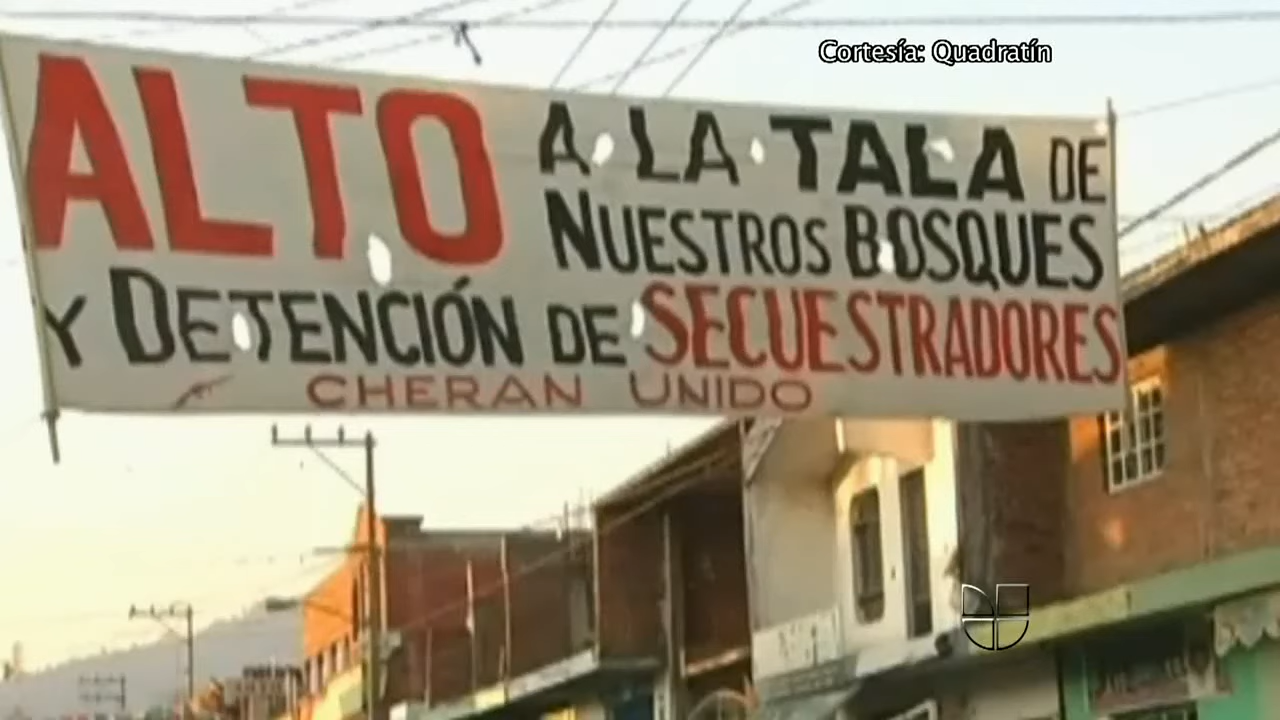 Cortesía: Quadratín
ALTO A LA TALA DE
NUESTROS BOSQUES
Y DETENCIÓN DE SECUESTRADORES
CHERAN UNIDO